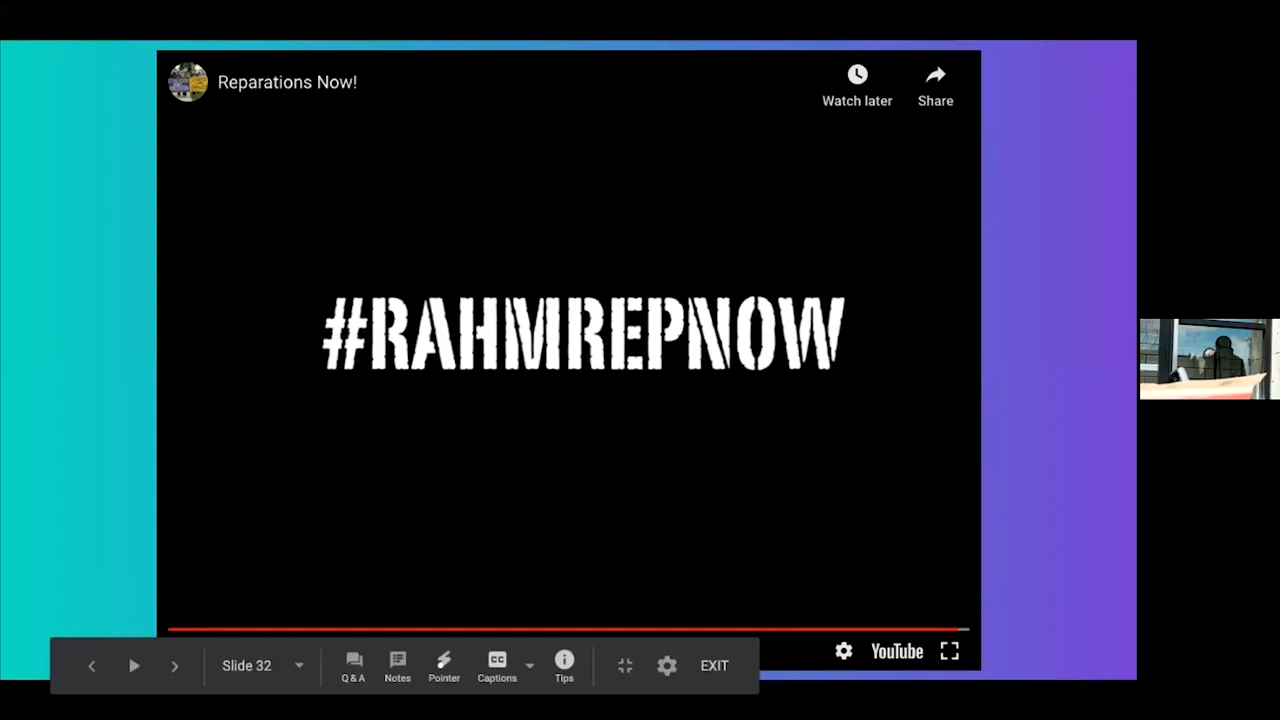 Reparations Now!
Watch later
Share
#RAHMREPNOW
YouTube
Slide 32
Q & A
Notes
Pointer
CC
Captions
Tips
EXIT